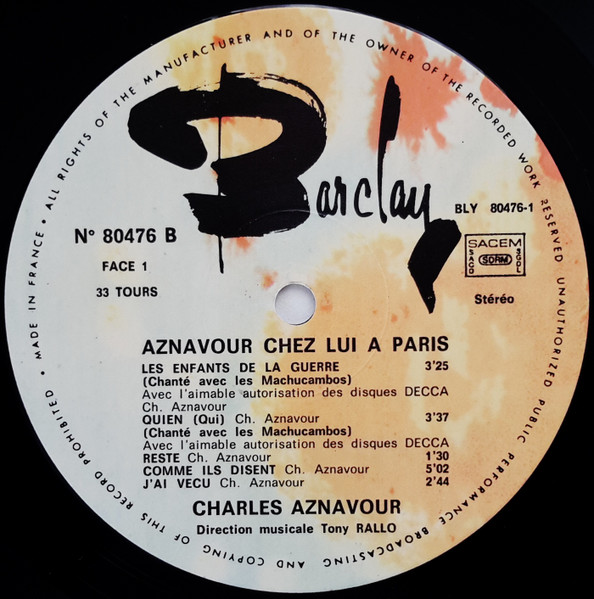 ALL RIGHTS OF THE MANUFACTURER AND OF THE OWNER OF THE RECORDED WORK RESERVED UNAUTHORIZED PUBLIC PERFORMANCE BROADCASTING AND COPYING OF THIS RECORD PROHIBITED • MADE IN FRANCE •
Barclay
BLY 80476-1
N° 80476 B
SACEM
SACD SDRM SGDL
FACE 1
33 TOURS
Stéréo
AZNAVOUR CHEZ LUI A PARIS
LES ENFANTS DE LA GUERRE 3'25
(Chanté avec les Machucambos)
Avec l'aimable autorisation des disques DECCA
Ch. Aznavour
QUIEN (Qui) Ch. Aznavour 3'37
(Chanté avec les Machucambos)
Avec l'aimable autorisation des disques DECCA
RESTE Ch. Aznavour 1'30
COMME ILS DISENT Ch. Aznavour 5'02
J'AI VECU Ch. Aznavour 2'44
CHARLES AZNAVOUR
Direction musicale Tony RALLO